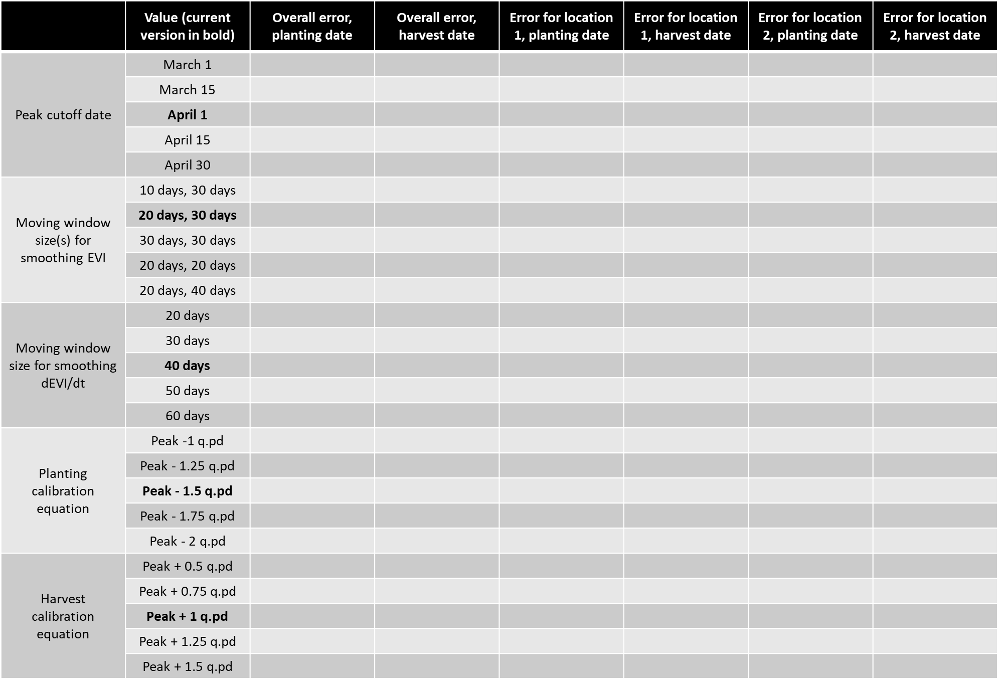 Value (current
version in bold)
Overall error,
planting date
Overall error,
harvest date
Error for location
1, planting date
Error for location
1, harvest date
Error for location
2, planting date
Error for location
2, harvest date
Peak cutoff date
March 1
March 15
April 1
April 15
April 30
Moving window
size(s) for
smoothing EVI
10 days, 30 days
20 days, 30 days
30 days, 30 days
20 days, 20 days
20 days, 40 days
Moving window
size for smoothing
dEVI/dt
20 days
30 days
40 days
50 days
60 days
Planting
calibration
equation
Peak -1 q.pd
Peak - 1.25 q.pd
Peak - 1.5 q.pd
Peak - 1.75 q.pd
Peak - 2 q.pd
Harvest
calibration
equation
Peak + 0.5 q.pd
Peak + 0.75 q.pd
Peak + 1 q.pd
Peak + 1.25 q.pd
Peak + 1.5 q.pd